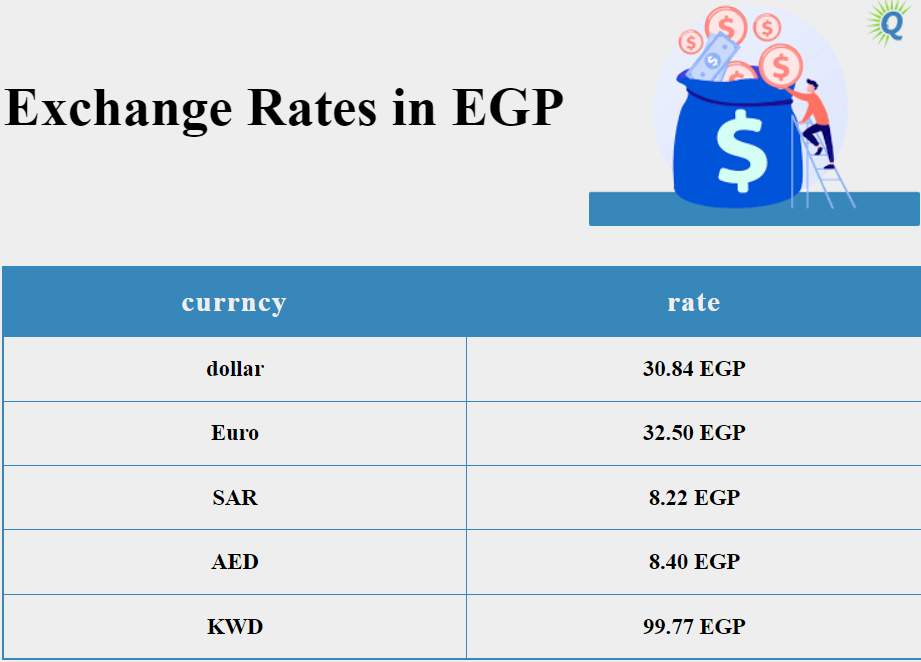 Q
Exchange Rates in EGP
$
currncy rate
dollar 30.84 EGP
Euro 32.50 EGP
SAR 8.22 EGP
AED 8.40 EGP
KWD 99.77 EGP